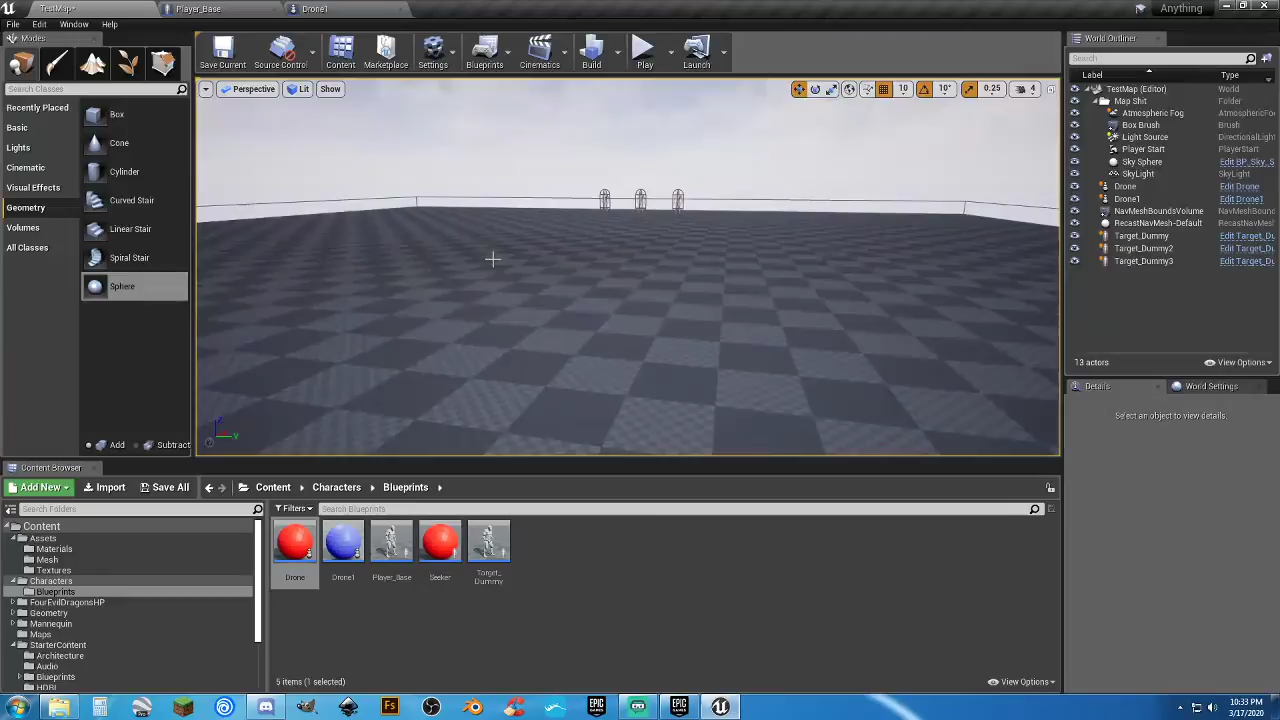 TestMap* Player_Base Drone1 Anything
File Edit Window Help
Modes
Search Classes
Recently Placed
Basic
Lights
Cinematic
Visual Effects
Geometry
Volumes
All Classes
Box
Cone
Cylinder
Curved Stair
Linear Stair
Spiral Stair
Sphere
Add Subtract
Save Current Source Control Content Marketplace Settings Blueprints Cinematics Build Play Launch
Perspective Lit Show 10 10° 0.25 4
World Outliner
Search
Label Type
TestMap (Editor) World
Map Shit Folder
Atmospheric Fog AtmosphericFo
Box Brush Brush
Light Source DirectionalLigh
Player Start PlayerStart
Sky Sphere Edit BP_Sky_S
SkyLight SkyLight
Drone Edit Drone
Drone1 Edit Drone1
NavMeshBoundsVolume NavMeshBound
RecastNavMesh-Default RecastNavMesh
Target_Dummy Edit Target_Du
Target_Dummy2 Edit Target_Du
Target_Dummy3 Edit Target_Du
13 actors View Options
Details World Settings
Select an object to view details.
Content Browser
Add New Import Save All Content Characters Blueprints
Search Folders Filters Search Blueprints
Content
Assets
Materials
Mesh
Textures
Characters
Blueprints
FourEvilDragonsHP
Geometry
Mannequin
Maps
StarterContent
Architecture
Audio
Blueprints
HDRI
Drone Drone1 Player_Base Seeker Target_
Dummy
5 items (1 selected) View Options
10:33 PM
3/17/2020